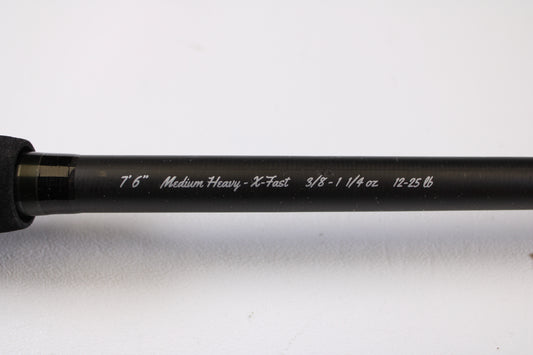 7' 6" Medium Heavy - X-Fast 3/8 - 1 1/4 oz 12-25 lb